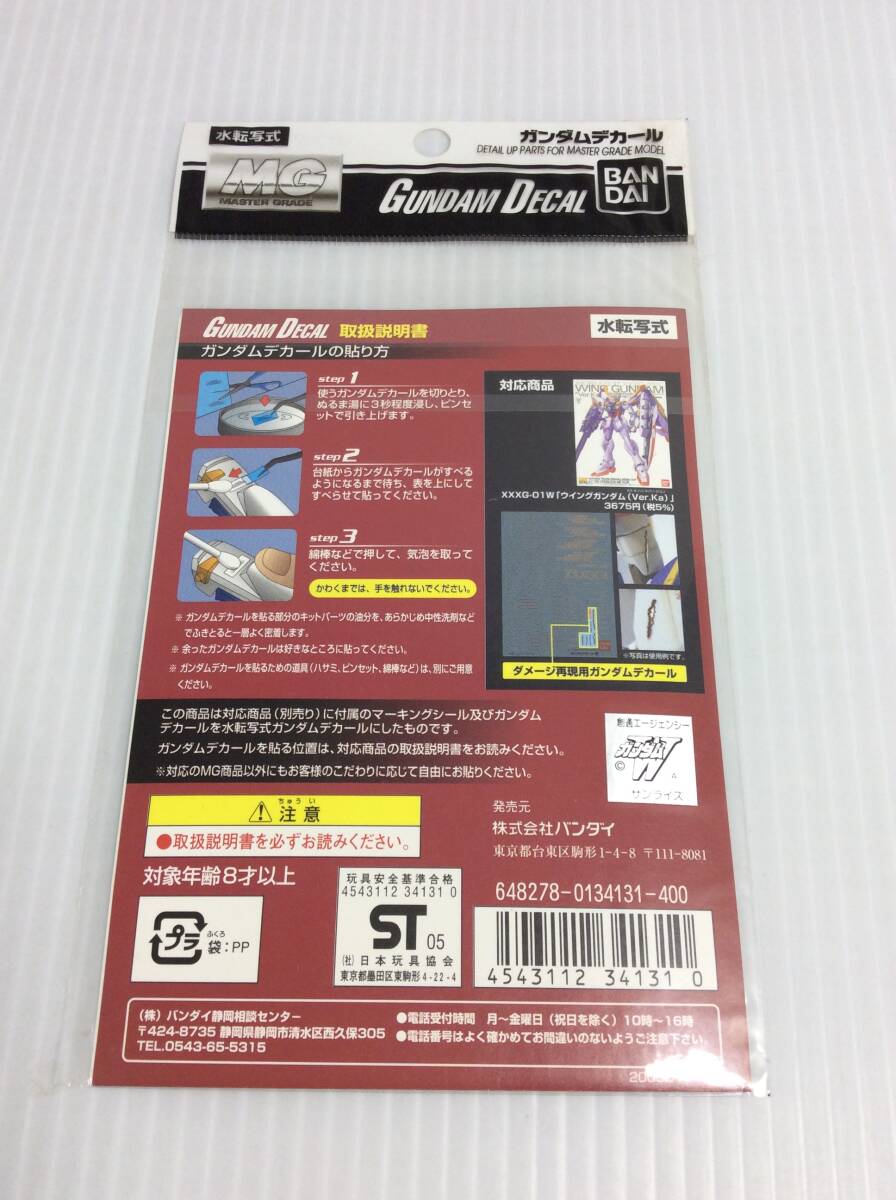 水転写式
ガンダムデカール
DETAIL UP PARTS FOR MASTER GRADE MODEL
MG
MASTER GRADE
GUNDAM DECAL
BAN
DAI
GUNDAM DECAL 取扱説明書
水転写式
ガンダムデカールの貼り方
step 1
使うガンダムデカールを切りとり、
ぬるま湯に3秒程度浸し、ピンセ
ットで引き上げます。
step 2
台紙からガンダムデカールがすべる
ようになるまで待ち、表を上にして
すべらせて貼ってください。
step 3
綿棒などで押して、気泡を取って
ください。
かわくまでは、手を触れないでください。
※ ガンダムデカールを貼る部分のキットパーツの油分を、あらかじめ中性洗剤など
でふきとると一層よく密着します。
※ 余ったガンダムデカールは好きなところに貼ってください。
※ ガンダムデカールを貼るための道具(ハサミ、ピンセット、綿棒など)は、別にご用意
ください。
対応商品
WING GUNDAM
XXXG-01W「ウイングガンダム(Ver.Ka)」
3675円(税5%)
※写真は使用例です。
ダメージ再現用ガンダムデカール
この商品は対応商品(別売り)に付属のマーキングシール及びガンダム
デカールを水転写式ガンダムデカールにしたものです。
ガンダムデカールを貼る位置は、対応商品の取扱説明書をお読みください。
※対応のMG商品以外にもお客様のこだわりに応じて自由にお貼りください。
創通エージェンシー
©
ガンダムW
サンライズ
ちゅうい
注意
●取扱説明書を必ずお読みください。
発売元
株式会社バンダイ
東京都台東区駒形1-4-8 〒111-8081
対象年齢8才以上
プラ
ふくろ
袋:PP
玩具安全基準合格
4543112 34131 0
ST 05
(社)日本玩具協会
東京都墨田区東駒形4-22-4
648278-0134131-400
4543112 341310
(株)バンダイ静岡相談センター
〒424-8735 静岡県静岡市清水区西久保305
TEL.0543-65-5315
●電話受付時間 月~金曜日(祝日を除く)10時~16時
●電話番号はよく確かめてお間違いのないようご注意下さい。